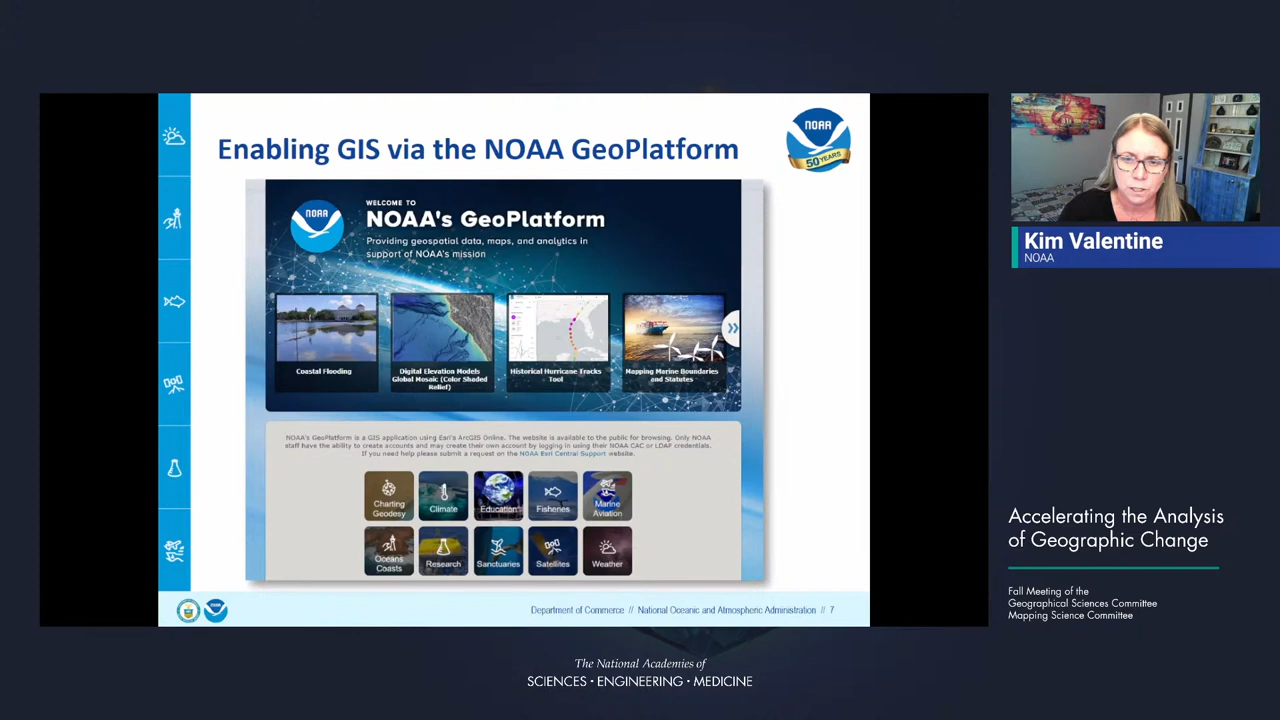 Enabling GIS via the NOAA GeoPlatform
NOAA
50 YEARS
NOAA
WELCOME TO
NOAA's GeoPlatform
Providing geospatial data, maps, and analytics in
support of NOAA's mission
Coastal Flooding
Digital Elevation Models
Global Mosaic (Color Shaded
Relief)
Historical Hurricane Tracks
Tool
Mapping Marine Boundaries
and Statutes
NOAA's GeoPlatform is a GIS application using Esri's ArcGIS Online. The website is available to the public for browsing. Only NOAA
staff have the ability to create accounts and may create their own account by logging in using their NOAA CAC or LDAP credentials.
If you need help please submit a request on the NOAA Esri Central Support website.
Charting
Geodesy
Climate
Education
Fisheries
Marine
Aviation
Oceans
Coasts
Research
Sanctuaries
Satellites
Weather
Department of Commerce // National Oceanic and Atmospheric Administration // 7
Kim Valentine
NOAA
Accelerating the Analysis
of Geographic Change
Fall Meeting of the
Geographical Sciences Committee
Mapping Science Committee
The National Academies of
SCIENCES · ENGINEERING · MEDICINE